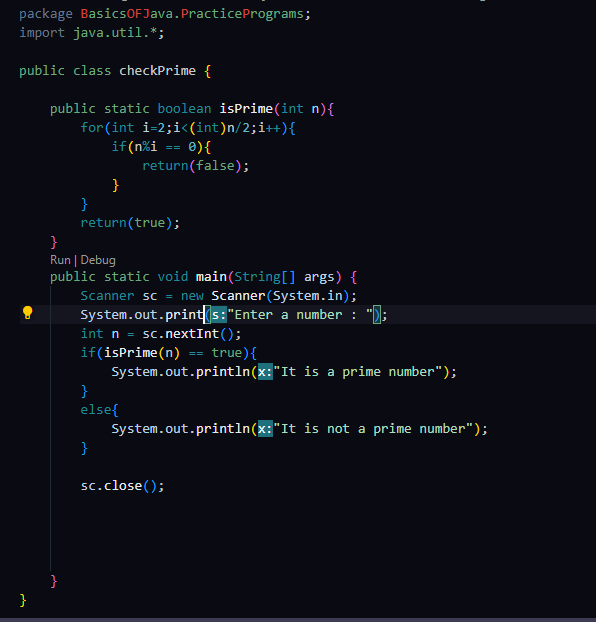 package BasicsOFJava.PracticePrograms;
import java.util.*;
public class checkPrime {
public static boolean isPrime(int n){
for(int i=2;i<(int)n/2;i++){
if(n%i == 0){
return(false);
}
}
return(true);
}
Run | Debug
public static void main(String[] args) {
Scanner sc = new Scanner(System.in);
System.out.print(s:"Enter a number : ");
int n = sc.nextInt();
if(isPrime(n) == true){
System.out.println(x:"It is a prime number");
}
else{
System.out.println(x:"It is not a prime number");
}
sc.close();
}
}